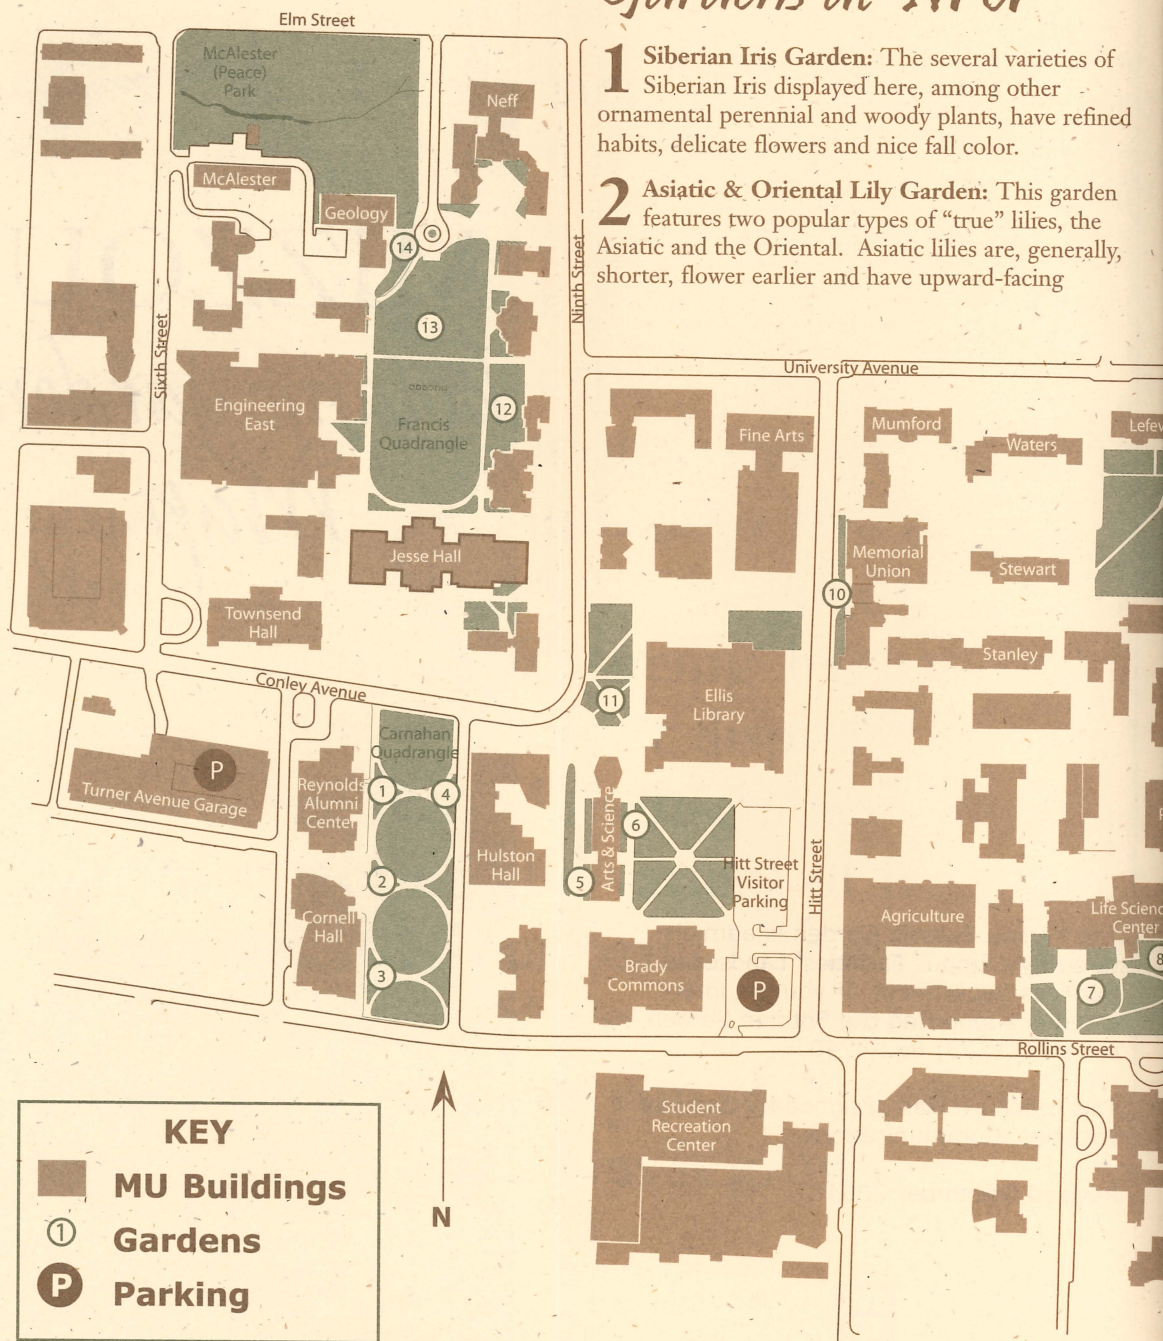 Gardens in
Elm Street
1 Siberian Iris Garden: The several varieties of
Siberian Iris displayed here, among other
ornamental perennial and woody plants, have refined
habits, delicate flowers and nice fall color.
2 Asiatic & Oriental Lily Garden: This garden
features two popular types of “true” lilies, the
Asiatic and the Oriental. Asiatic lilies are, generally,
shorter, flower earlier and have upward-facing
McAlester
(Peace)
Park
Neff
McAlester
Geology
14
Ninth Street
13
Sixth Street
University Avenue
Engineering
East
12
Francis
Quadrangle
Fine Arts
Mumford
Waters
Jesse Hall
Memorial
Union
Stewart
10
Townsend
Hall
Stanley
Conley Avenue
11
Ellis
Library
Carnahan
Quadrangle
P
Turner Avenue Garage
Reynolds
Alumni
Center
1
4
6
Arts & Science
Hulston
Hall
5
2
Hitt Street
Visitor
Parking
Hitt Street
Cornell
Hall
Agriculture
Life Scienc
Center
3
Brady
Commons
P
7
8
Rollins Street
Student
Recreation
Center
N
KEY
MU Buildings
1 Gardens
P Parking